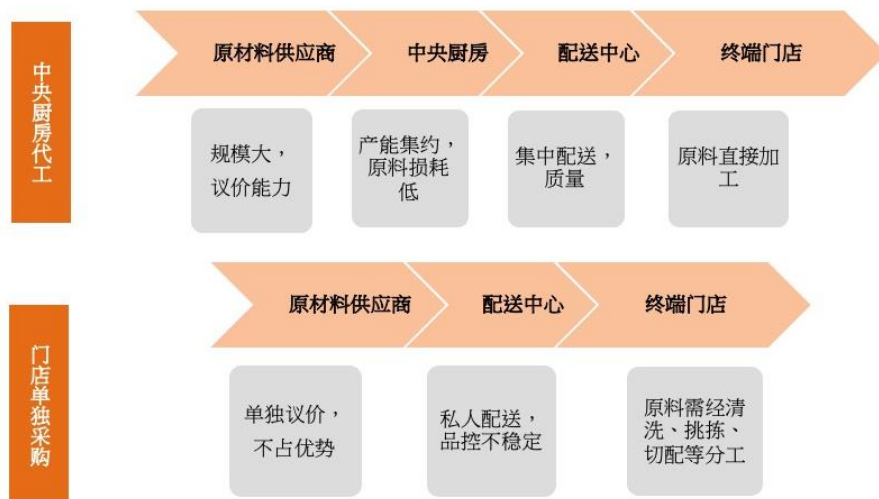 中央厨房代工
原材料供应商
中央厨房
配送中心
终端门店
规模大，
议价能力
产能集约，
原料损耗
低
集中配送，
质量
原料直接加
工
门店单独采购
原材料供应商
配送中心
终端门店
单独议价，
不占优势
私人配送，
品控不稳定
原料需经清
洗、挑拣、
切配等分工